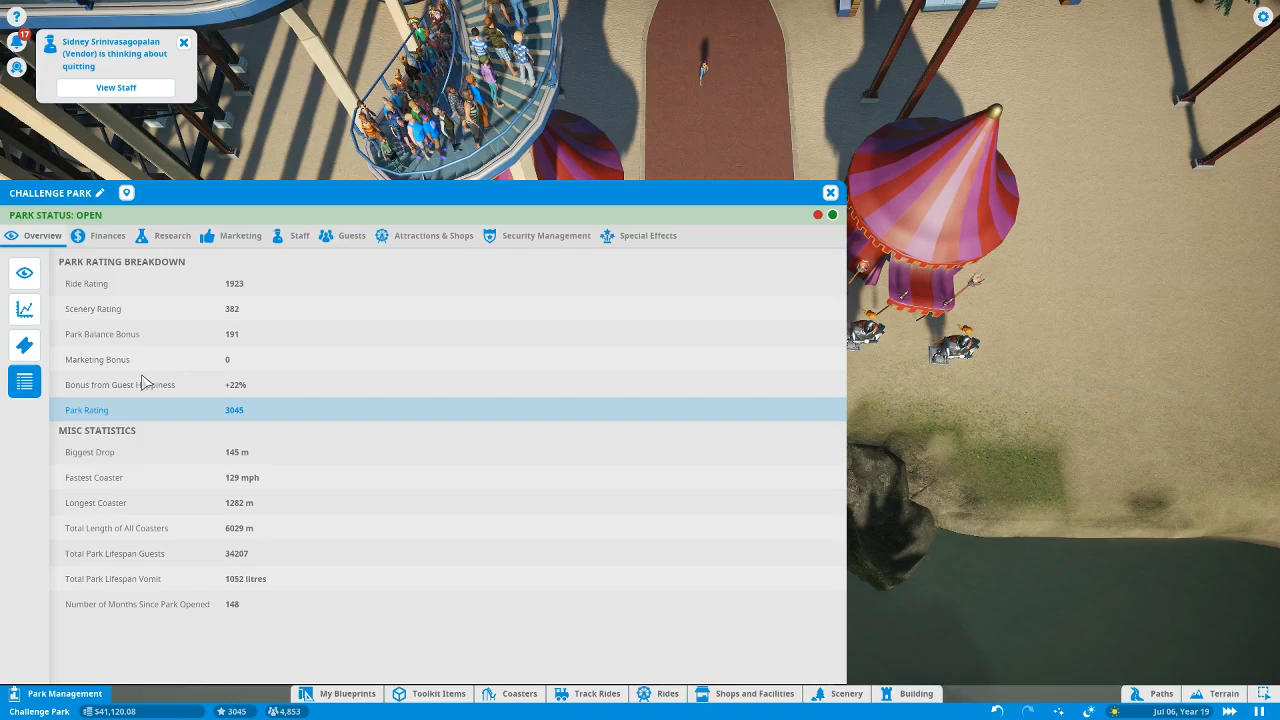 ?
17
Sidney Srinivasagopalan
(Vendor) is thinking about
quitting
View Staff
CHALLENGE PARK
PARK STATUS: OPEN
Overview Finances Research Marketing Staff Guests Attractions & Shops Security Management Special Effects
PARK RATING BREAKDOWN
Ride Rating 1923
Scenery Rating 382
Park Balance Bonus 191
Marketing Bonus 0
Bonus from Guest Happiness +22%
Park Rating 3045
MISC STATISTICS
Biggest Drop 145 m
Fastest Coaster 129 mph
Longest Coaster 1282 m
Total Length of All Coasters 6029 m
Total Park Lifespan Guests 34207
Total Park Lifespan Vomit 1052 litres
Number of Months Since Park Opened 148
Park Management My Blueprints Toolkit Items Coasters Track Rides Rides Shops and Facilities Scenery Building Paths Terrain
Challenge Park $41,120.08 3045 4,853 Jul 06, Year 19